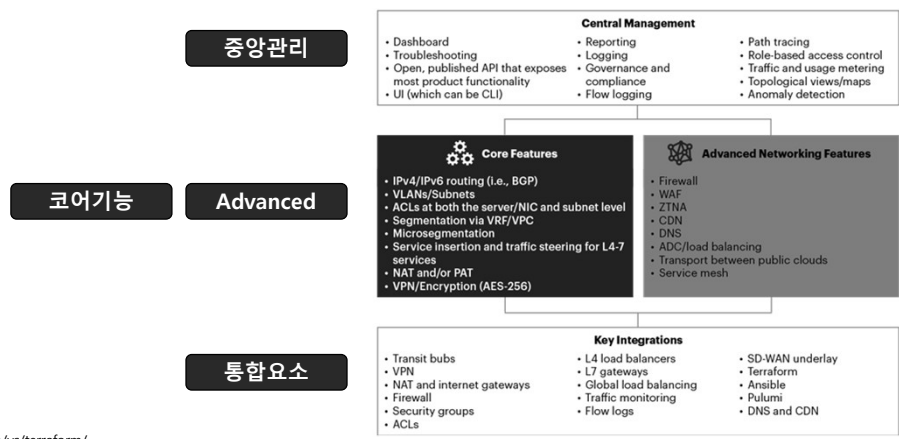 중앙관리
Central Management
• Dashboard
• Troubleshooting
• Open, published API that exposes
most product functionality
• UI (which can be CLI)
• Reporting
• Logging
• Governance and
compliance
• Flow logging
• Path tracing
• Role-based access control
• Traffic and usage metering
• Topological views/maps
• Anomaly detection
코어기능
Advanced
Core Features
• IPv4/IPv6 routing (i.e., BGP)
• VLANs/Subnets
• ACLs at both the server/NIC and subnet level
• Segmentation via VRF/VPC
• Microsegmentation
• Service insertion and traffic steering for L4-7
services
• NAT and/or PAT
• VPN/Encryption (AES-256)
Advanced Networking Features
• Firewall
• WAF
• ZTNA
• CDN
• DNS
• ADC/load balancing
• Transport between public clouds
• Service mesh
통합요소
Key Integrations
• Transit bubs
• VPN
• NAT and internet gateways
• Firewall
• Security groups
• ACLs
• L4 load balancers
• L7 gateways
• Global load balancing
• Traffic monitoring
• Flow logs
• SD-WAN underlay
• Terraform
• Ansible
• Pulumi
• DNS and CDN